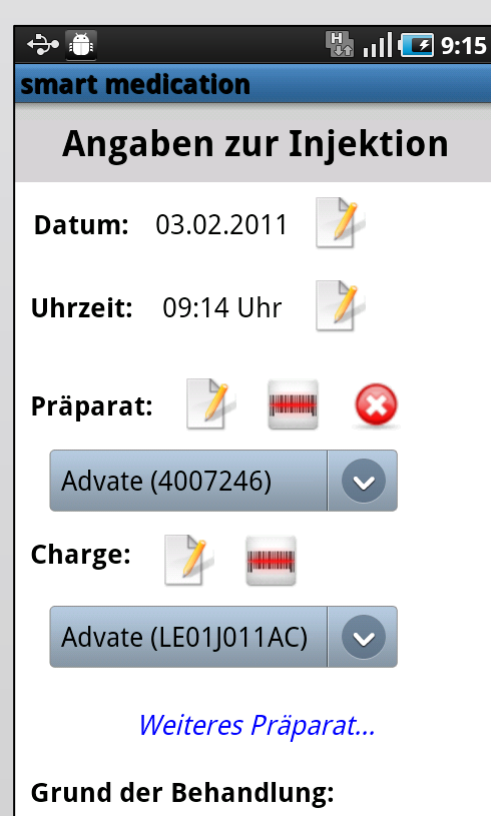 H 9:15
smart medication
Angaben zur Injektion
Datum: 03.02.2011
Uhrzeit: 09:14 Uhr
Präparat:
Advate (4007246)
Charge:
Advate (LE01J011AC)
Weiteres Präparat...
Grund der Behandlung: